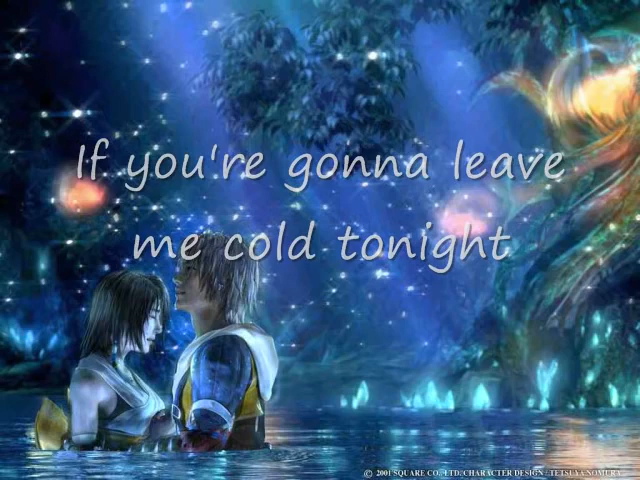 If you're gonna leave
me cold tonight
© 2001 SQUARE CO., LTD. CHARACTER DESIGN : TETSUYA NOMURA